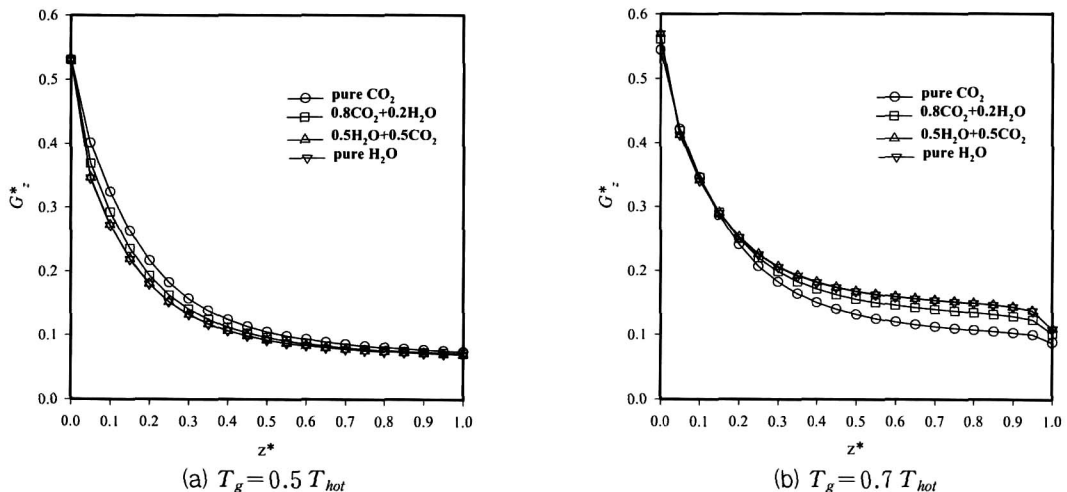 0.6
0.5
0.4
0.3
0.2
0.1
0.0
G*z
pure CO2
0.8CO2+0.2H2O
0.5H2O+0.5CO2
pure H2O
0.0 0.1 0.2 0.3 0.4 0.5 0.6 0.7 0.8 0.9 1.0
z*
(a) Tg=0.5 Thot
0.6
0.5
0.4
0.3
0.2
0.1
0.0
G*z
pure CO2
0.8CO2+0.2H2O
0.5H2O+0.5CO2
pure H2O
0.0 0.1 0.2 0.3 0.4 0.5 0.6 0.7 0.8 0.9 1.0
z*
(b) Tg=0.7 Thot